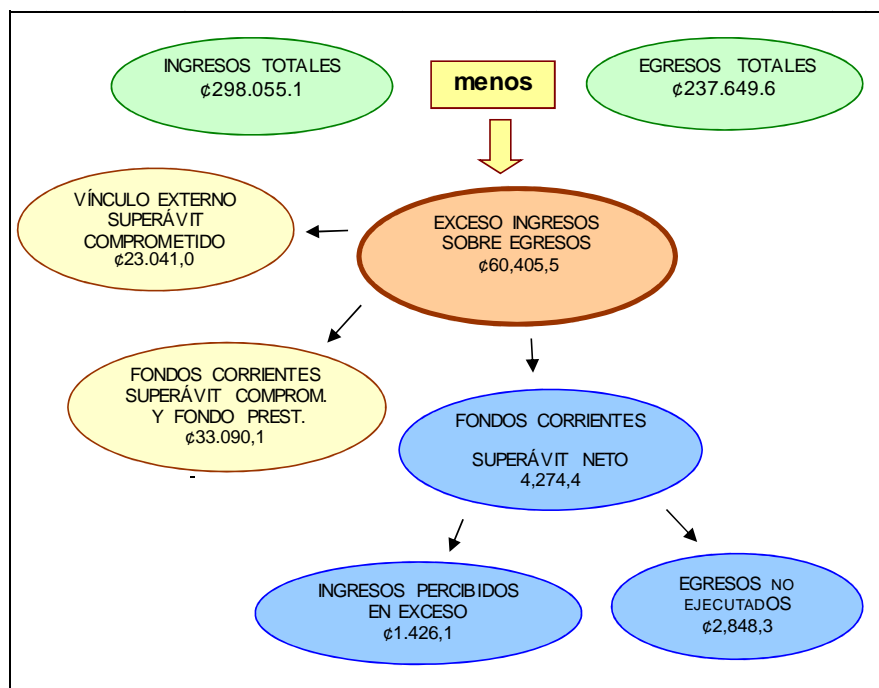 INGRESOS TOTALES
¢298.055.1
menos
EGRESOS TOTALES
¢237.649.6
VÍNCULO EXTERNO
SUPERÁVIT
COMPROMETIDO
¢23.041,0
EXCESO INGRESOS
SOBRE EGRESOS
¢60,405,5
FONDOS CORRIENTES
SUPERÁVIT COMPROM.
Y FONDO PREST.
¢33.090,1
FONDOS CORRIENTES
SUPERÁVIT NETO
4,274,4
INGRESOS PERCIBIDOS
EN EXCESO
¢1.426,1
EGRESOS NO
EJECUTADOS
¢2,848,3